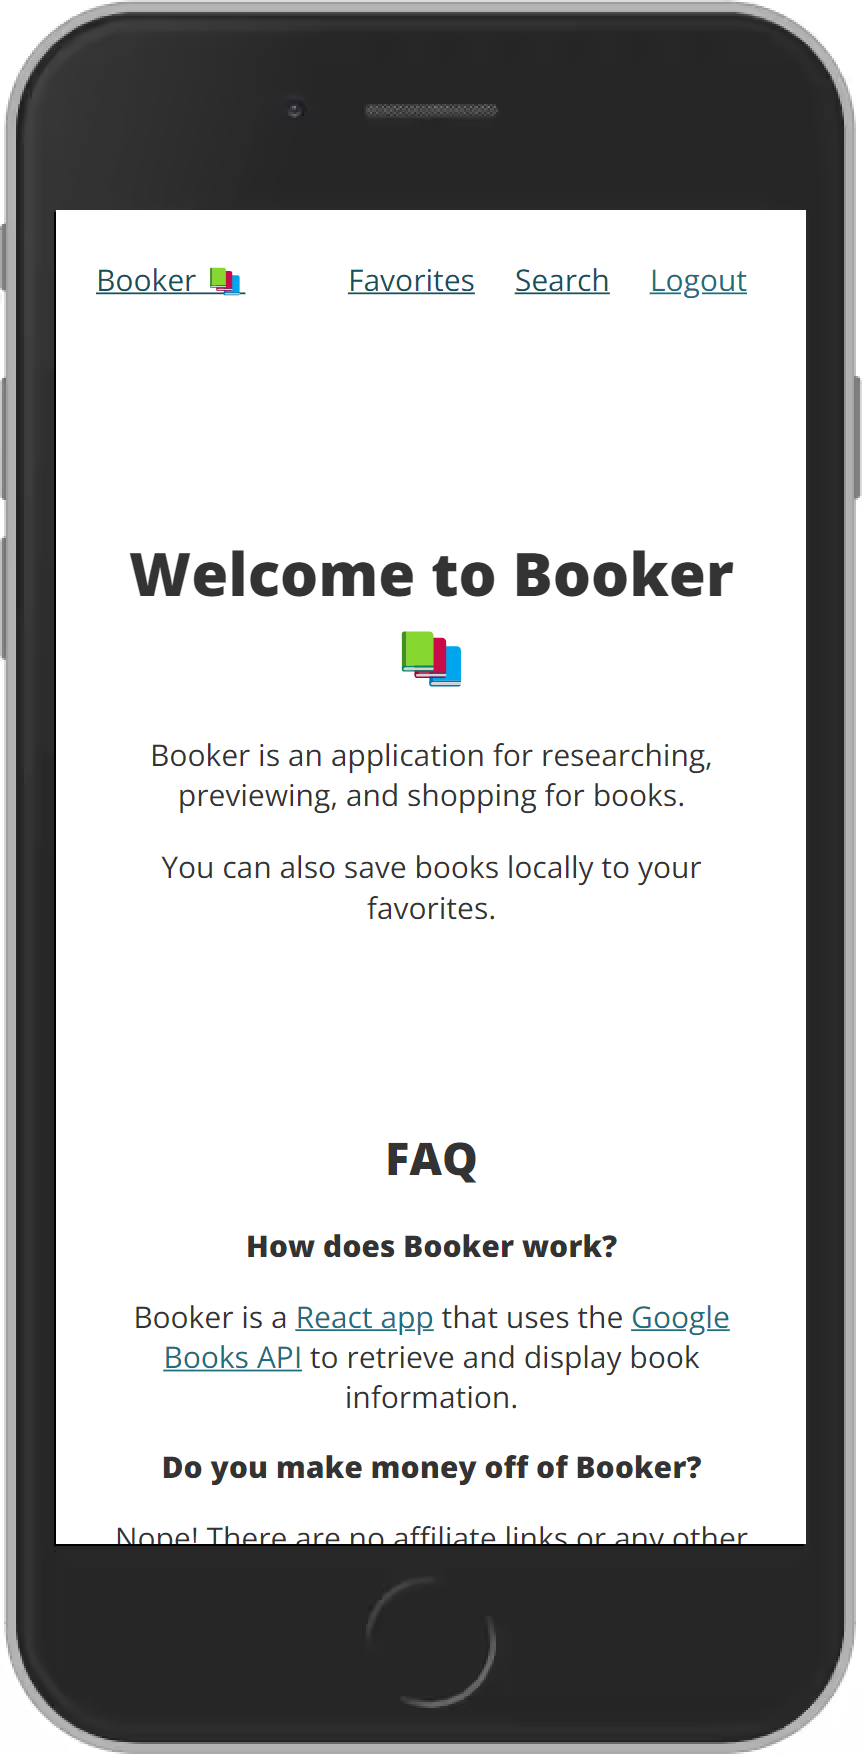 Booker Favorites Search Logout
Welcome to Booker
Booker is an application for researching,
previewing, and shopping for books.
You can also save books locally to your
favorites.
FAQ
How does Booker work?
Booker is a React app that uses the Google
Books API to retrieve and display book
information.
Do you make money off of Booker?
Nope! There are no affiliate links or any other